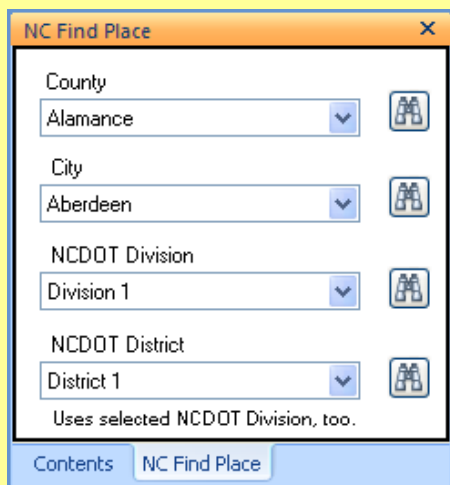 NC Find Place
County
Alamance
City
Aberdeen
NCDOT Division
Division 1
NCDOT District
District 1
Uses selected NCDOT Division, too.
Contents NC Find Place